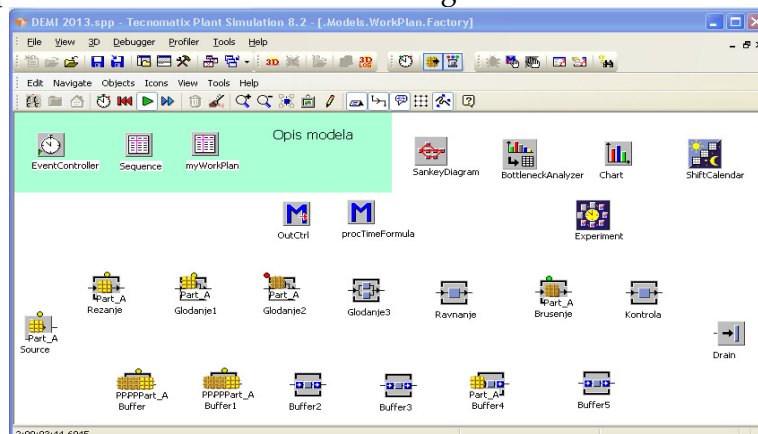 DEMI 2013.spp - Tecnomatix Plant Simulation 8.2 - [.Models.WorkPlan.Factory]
File View 3D Debugger Profiler Tools Help
3D 3D
Edit Navigate Objects Icons View Tools Help
Opis modela
EventController Sequence myWorkPlan SankeyDiagram BottleneckAnalyzer Chart ShiftCalendar
M M
OutCtrl procTimeFormula Experiment
Part_A Part_A Part_A Part_A
Rezanje Glodanje1 Glodanje2 Glodanje3 Ravnanje Brusenje Kontrola
Part_A
Source Drain
PPPPPart_A PPPPPart_A Part_A
Buffer Buffer1 Buffer2 Buffer3 Buffer4 Buffer5